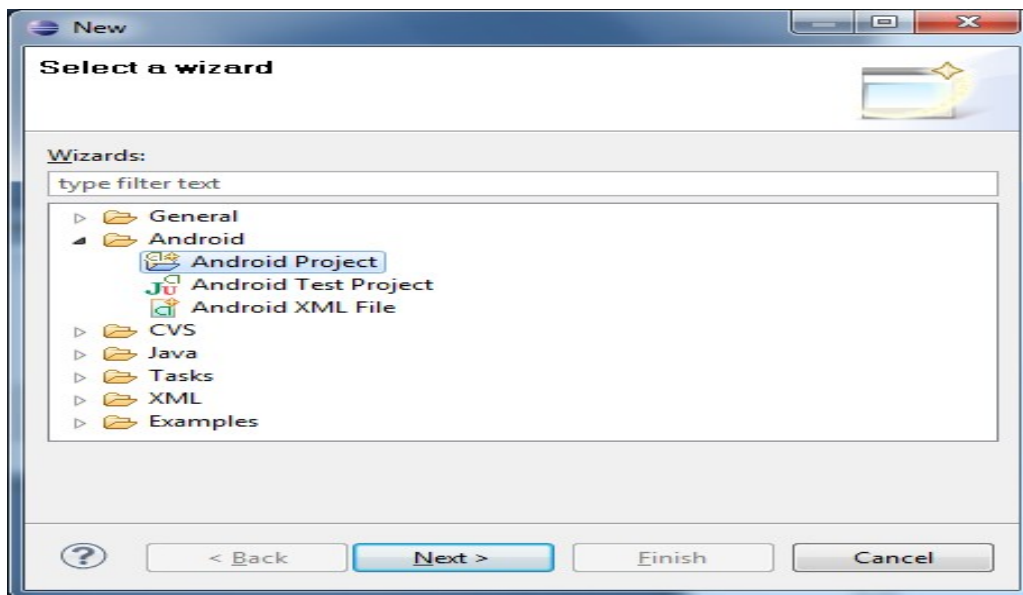 New
Select a wizard
Wizards:
type filter text
General
Android
Android Project
Android Test Project
Android XML File
CVS
Java
Tasks
XML
Examples
? < Back Next > Finish Cancel